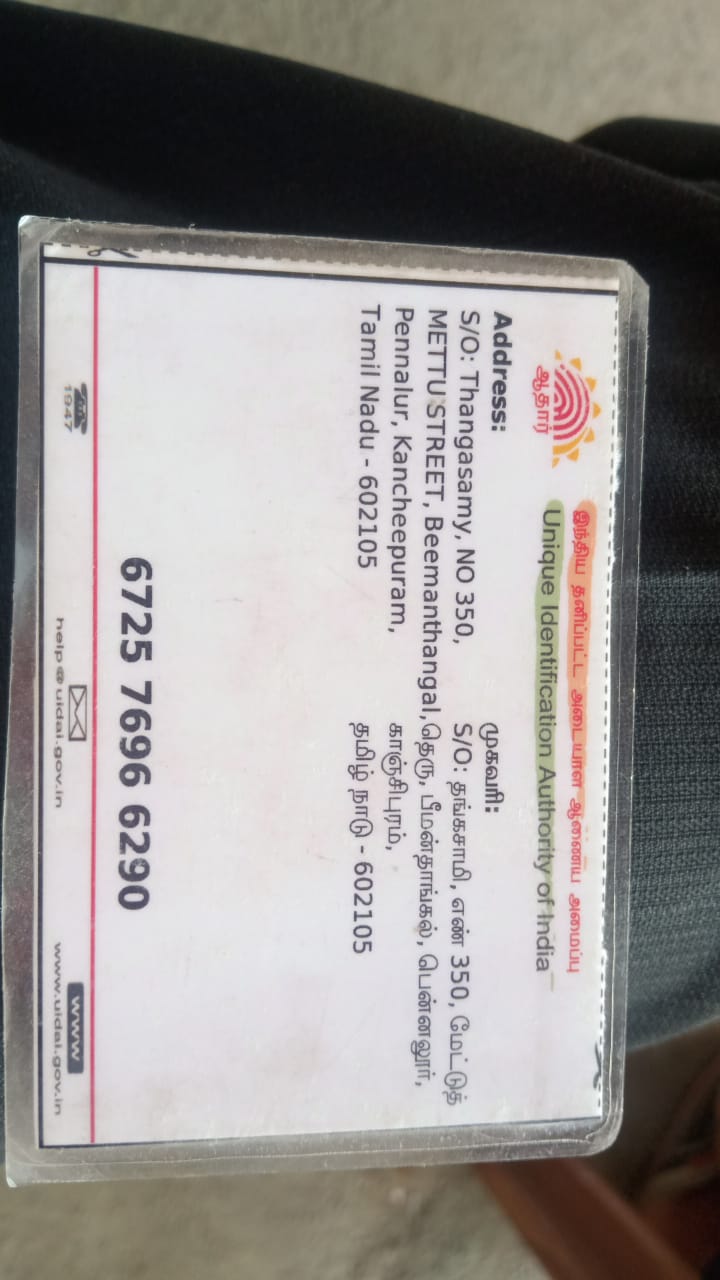 இந்திய தனிப்பட்ட அடையாள ஆணைய அமைப்பு
Unique Identification Authority of India
ஆதார்
Address:
S/O: Thangasamy, NO 350,
METTU STREET, Beemanthangal,
Pennalur, Kancheepuram,
Tamil Nadu - 602105
முகவரி:
S/O: தங்கசாமி, எண் 350, மேட்டுத்
தெரு, பீமன்தாங்கல், பென்னலூர்,
காஞ்சிபுரம்,
தமிழ் நாடு - 602105
6725 7696 6290
1947
help@uidai.gov.in
www
www.uidai.gov.in